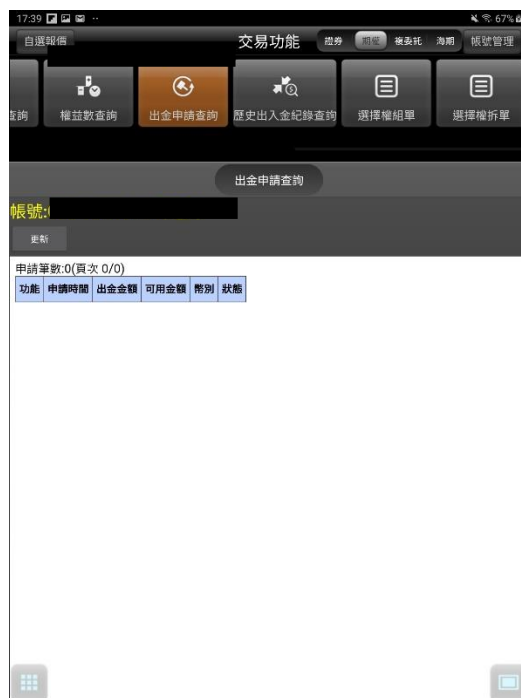 17:39 67%
自選報價 交易功能 證券 期權 複委託 海期 帳號管理
查詢 權益數查詢 出金申請查詢 歷史出入金紀錄查詢 選擇權組單 選擇權拆單
出金申請查詢
帳號:
更新
申請筆數:0(頁次 0/0)
功能 申請時間 出金金額 可用金額 幣別 狀態